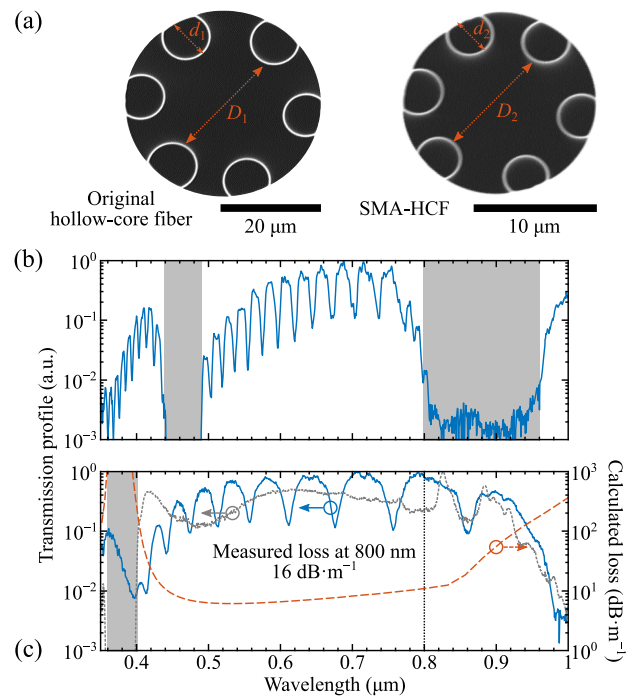 (a)
d1
D1
d2
D2
Original
hollow-core fiber
20 μm
SMA-HCF
10 μm
(b)
10^0
10^-1
10^-2
10^-3
Transmission profile (a.u.)
10^0
10^-1
10^-2
10^-3
10^3
10^2
10^1
10^0
Calculated loss (dB·m^-1)
Measured loss at 800 nm
16 dB·m^-1
(c)
0.4 0.5 0.6 0.7 0.8 0.9 1
Wavelength (μm)